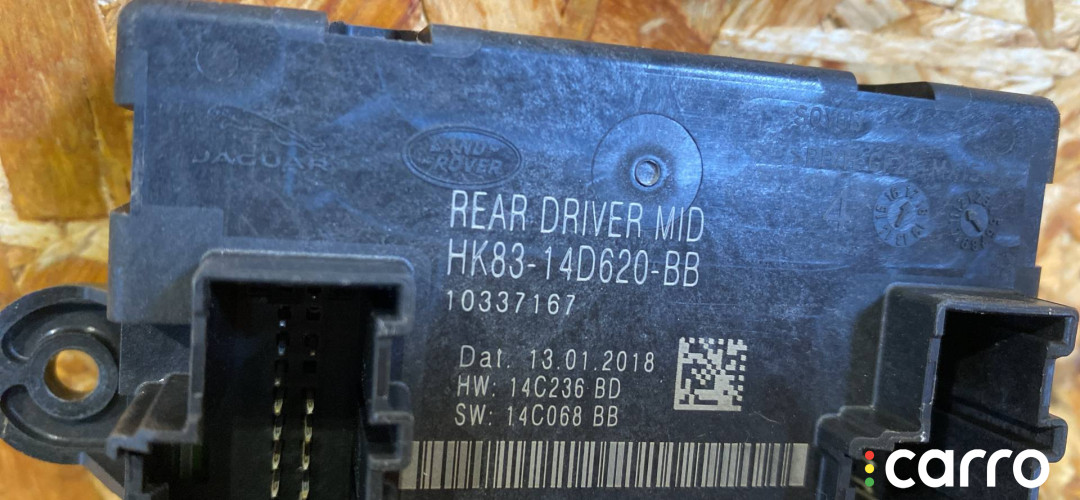 JAGUAR
LAND-
ROVER
REAR DRIVER MID
HK83-14D620-BB
10337167
Dat. 13.01.2018
HW: 14C236 BD
SW: 14C068 BB
4
carro